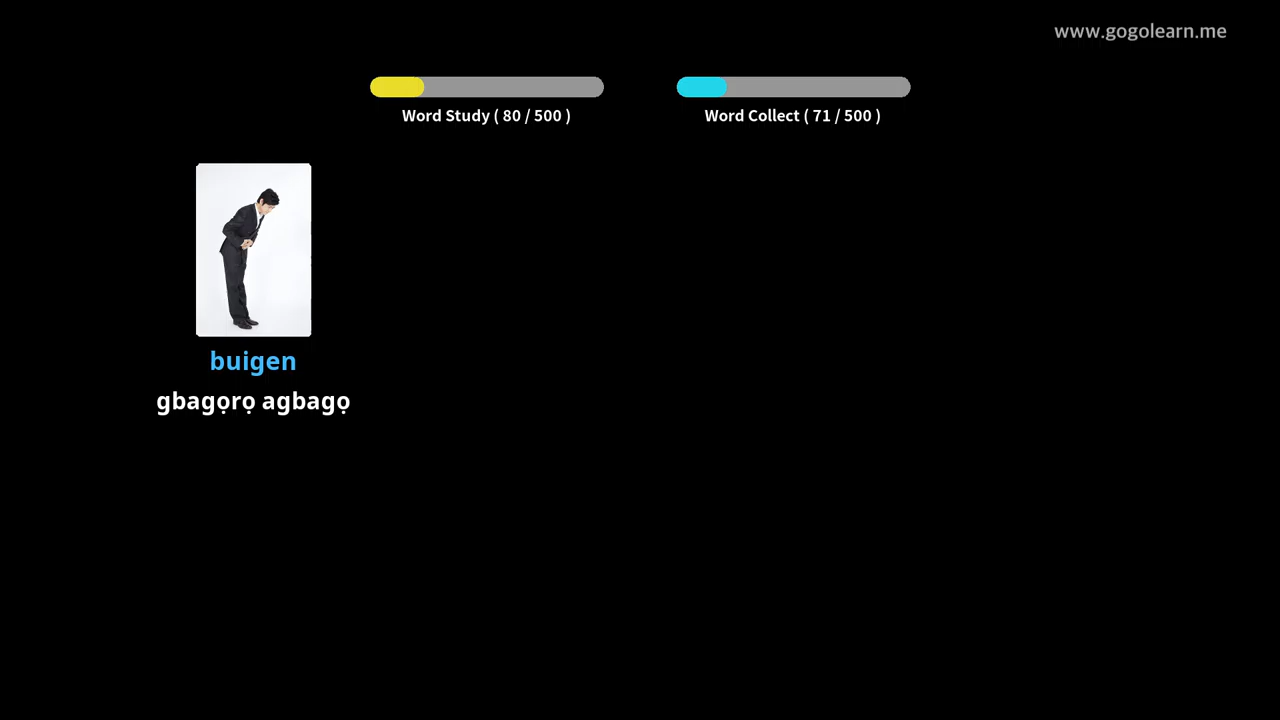 www.gogolearn.me
Word Study ( 80 / 500 )
Word Collect ( 71 / 500 )
buigen
gbagọrọ agbagọ